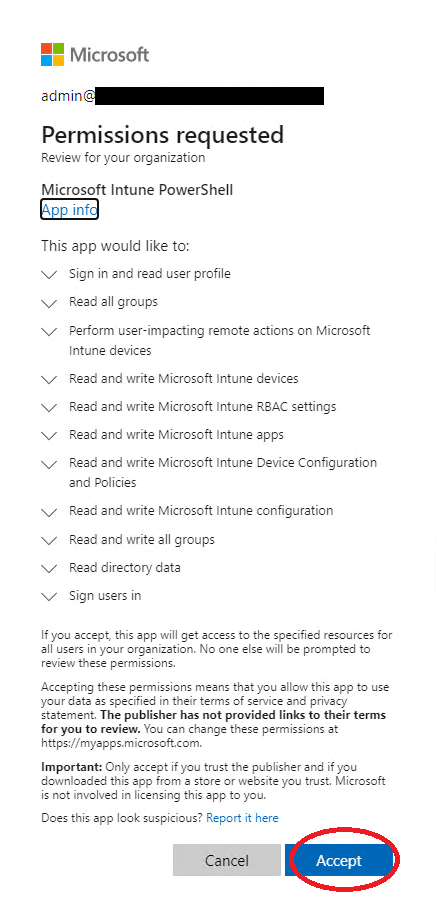 Microsoft
admin@
Permissions requested
Review for your organization
Microsoft Intune PowerShell
App info
This app would like to:
Sign in and read user profile
Read all groups
Perform user-impacting remote actions on Microsoft
Intune devices
Read and write Microsoft Intune devices
Read and write Microsoft Intune RBAC settings
Read and write Microsoft Intune apps
Read and write Microsoft Intune Device Configuration
and Policies
Read and write Microsoft Intune configuration
Read and write all groups
Read directory data
Sign users in
If you accept, this app will get access to the specified resources for
all users in your organization. No one else will be prompted to
review these permissions.
Accepting these permissions means that you allow this app to use
your data as specified in their terms of service and privacy
statement. The publisher has not provided links to their terms
for you to review. You can change these permissions at
https://myapps.microsoft.com.
Important: Only accept if you trust the publisher and if you
downloaded this app from a store or website you trust. Microsoft
is not involved in licensing this app to you.
Does this app look suspicious? Report it here
Cancel Accept